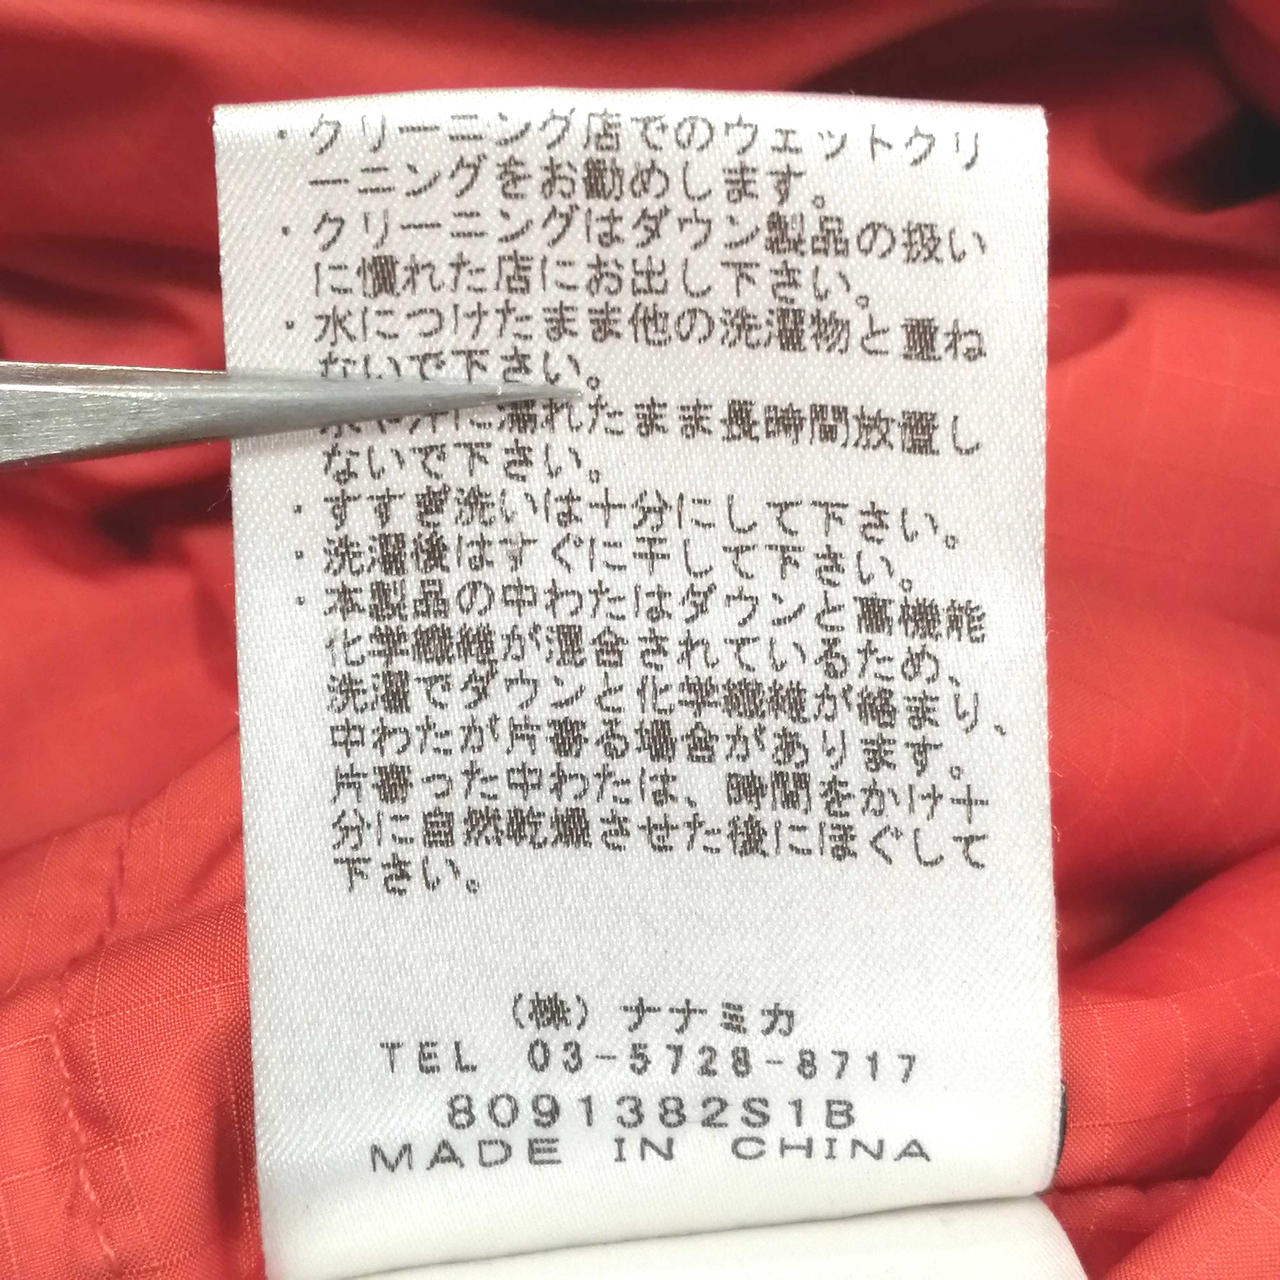 ・クリーニング店でのウェットクリ
ーニングをお勧めします。
・クリーニングはダウン製品の扱い
に慣れた店にお出し下さい。
・水につけたまま他の洗濯物と重ね
ないで下さい。
水や汗に濡れたまま長時間放置し
ないで下さい。
・すすぎ洗いは十分にして下さい。
・洗濯後はすぐに干して下さい。
・本製品の中わたはダウンと高機能
化学繊維が混合されているため、
洗濯でダウンと化学繊維が絡まり、
中わたが片寄る場合があります。
片寄った中わたは、時間をかけ十
分に自然乾燥させた後にほぐして
下さい。
(株)ナナミカ
TEL 03-5728-8717
8091382S1B
MADE IN CHINA